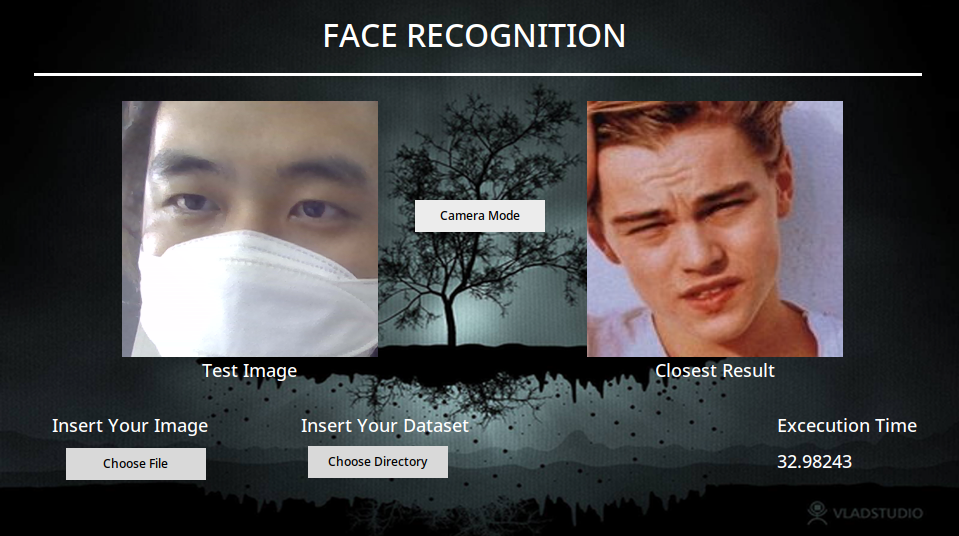 FACE RECOGNITION
Camera Mode
Test Image
Closest Result
Insert Your Image
Insert Your Dataset
Excecution Time
Choose File
Choose Directory
32.98243
VLADSTUDIO